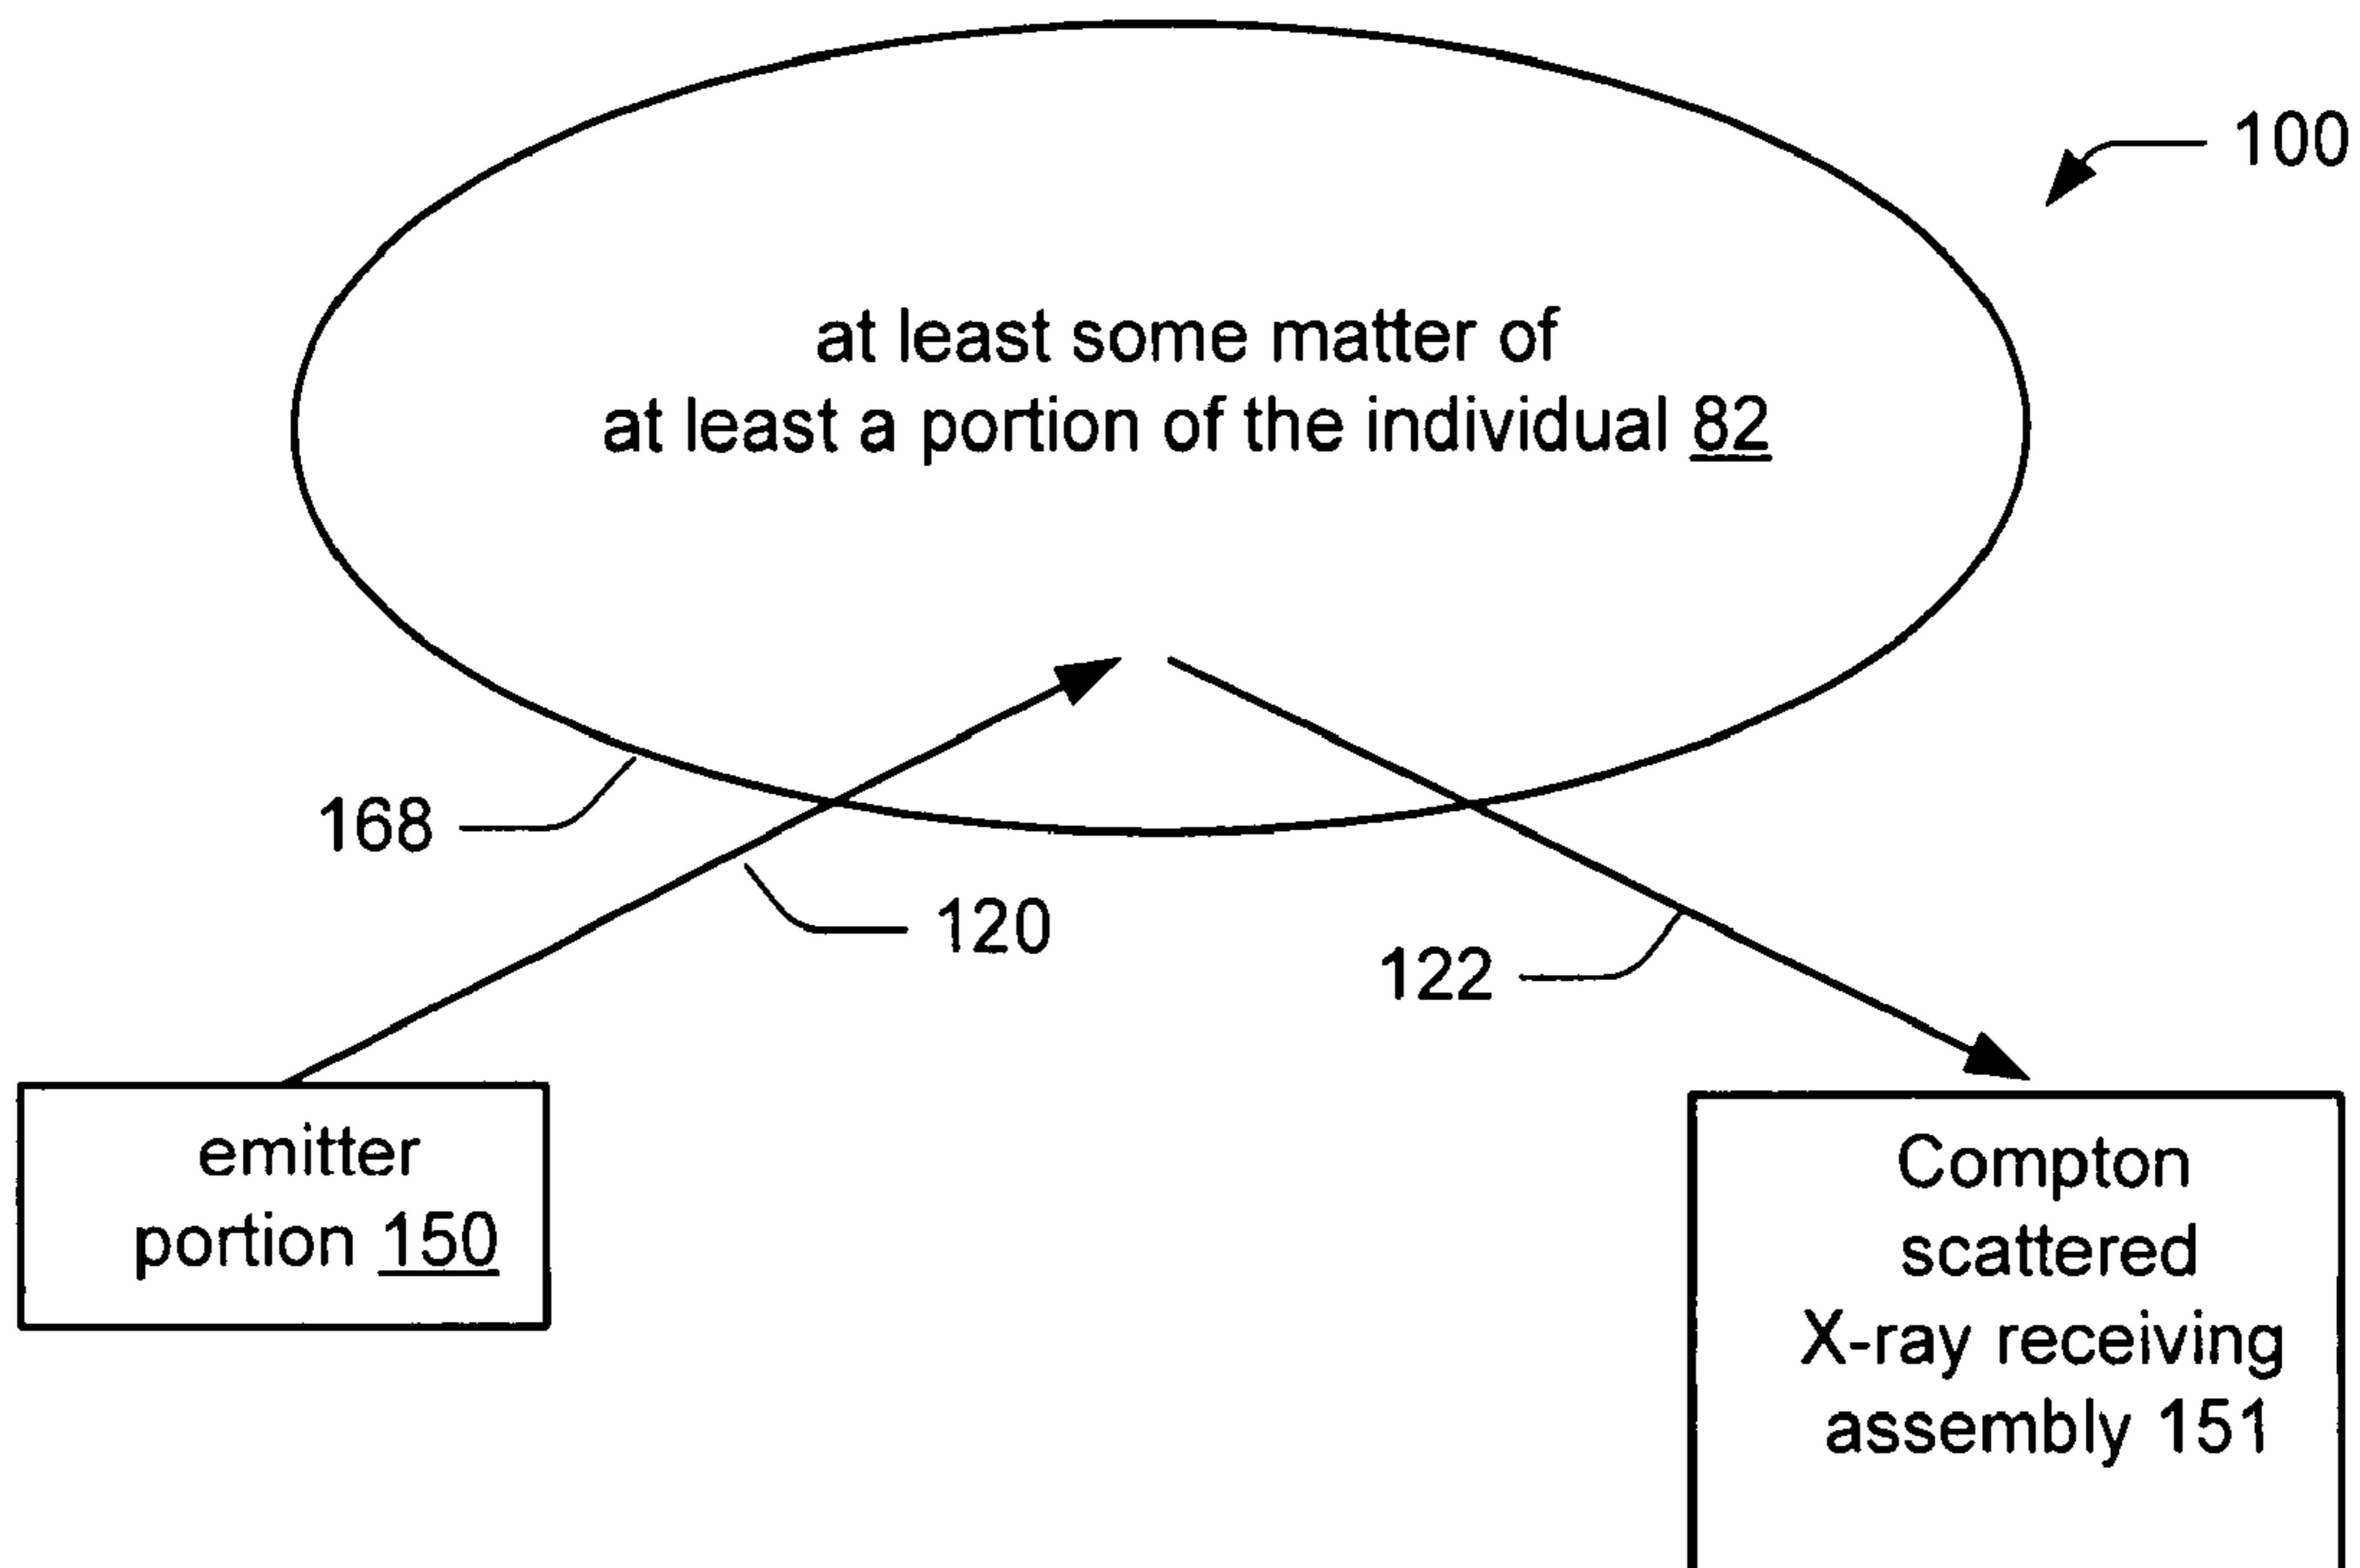 100
at least some matter of
at least a portion of the individual 82
168
120
122
emitter
portion 150
Compton
scattered
X-ray receiving
assembly 151